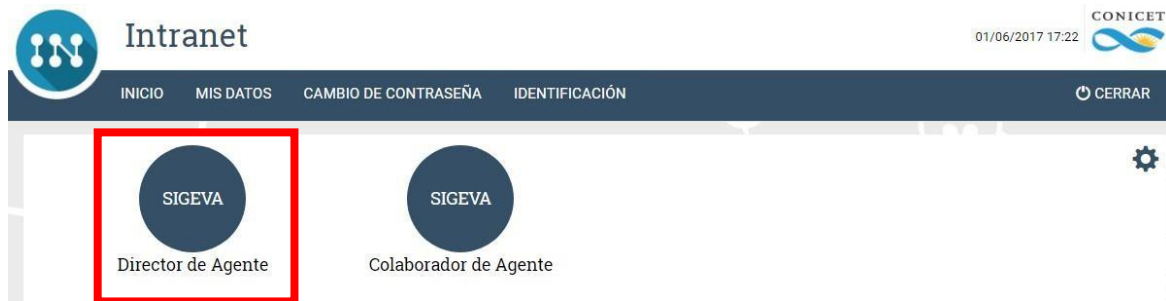 CONICET
IN
Intranet
01/06/2017 17:22
INICIO MIS DATOS CAMBIO DE CONTRASEÑA IDENTIFICACIÓN CERRAR
SIGEVA SIGEVA
Director de Agente Colaborador de Agente